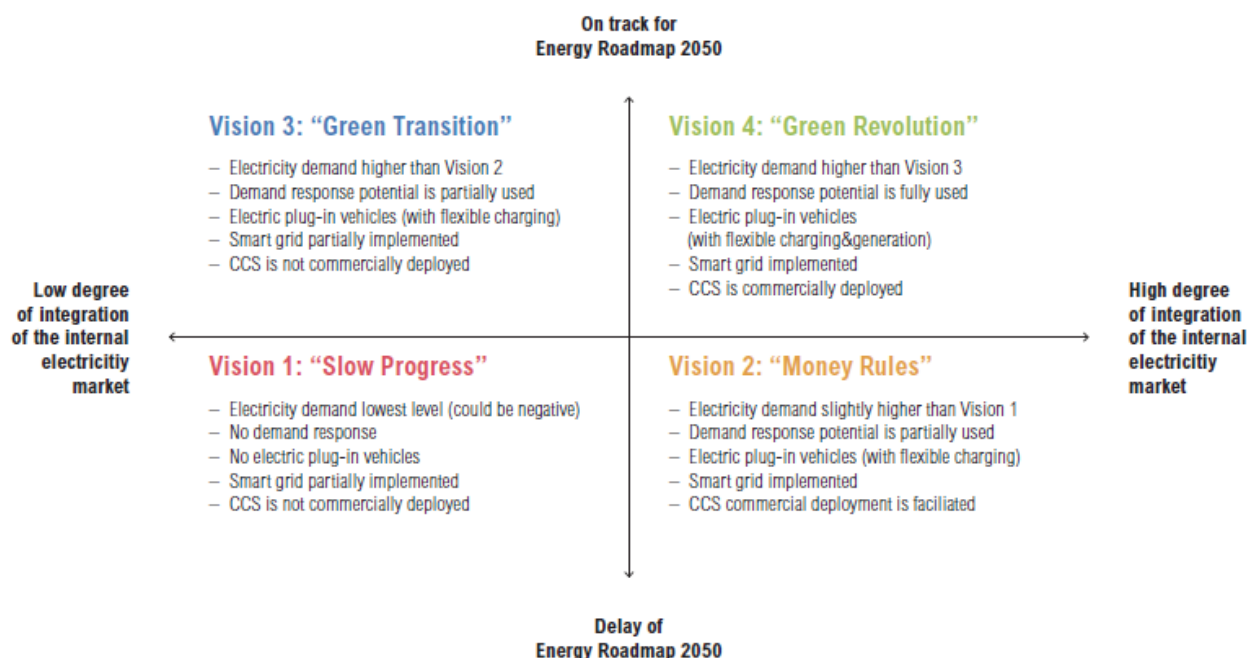 On track for
Energy Roadmap 2050
Vision 3: “Green Transition”
– Electricity demand higher than Vision 2
– Demand response potential is partially used
– Electric plug-in vehicles (with flexible charging)
– Smart grid partially implemented
– CCS is not commercially deployed
Vision 4: “Green Revolution”
– Electricity demand higher than Vision 3
– Demand response potential is fully used
– Electric plug-in vehicles
(with flexible charging&generation)
– Smart grid implemented
– CCS is commercially deployed
Low degree
of integration
of the internal
electricitiy
market
High degree
of integration
of the internal
electricitiy
market
Vision 1: “Slow Progress”
– Electricity demand lowest level (could be negative)
– No demand response
– No electric plug-in vehicles
– Smart grid partially implemented
– CCS is not commercially deployed
Vision 2: “Money Rules”
– Electricity demand slightly higher than Vision 1
– Demand response potential is partially used
– Electric plug-in vehicles (with flexible charging)
– Smart grid implemented
– CCS commercial deployment is faciliated
Delay of
Energy Roadmap 2050